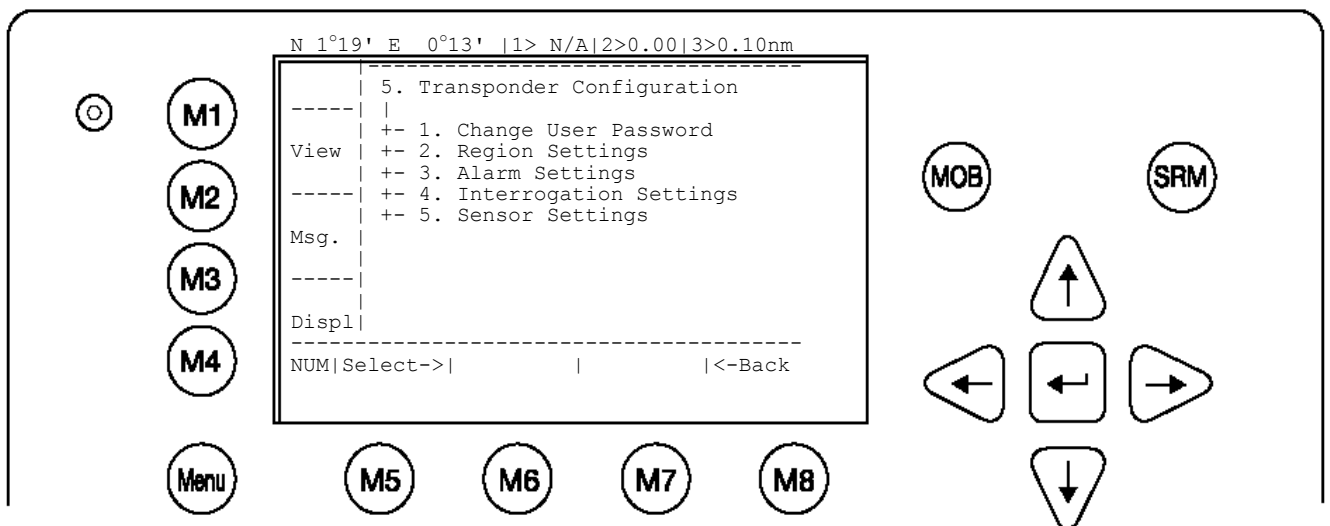 N 1°19' E 0°13' |1> N/A|2>0.00|3>0.10nm
5. Transponder Configuration
+- 1. Change User Password
View | +- 2. Region Settings
+- 3. Alarm Settings
+- 4. Interrogation Settings
+- 5. Sensor Settings
Msg. |
Displ|
NUM|Select->| | |<-Back
M1
M2
M3
M4
Menu
M5
M6
M7
M8
MOB
SRM